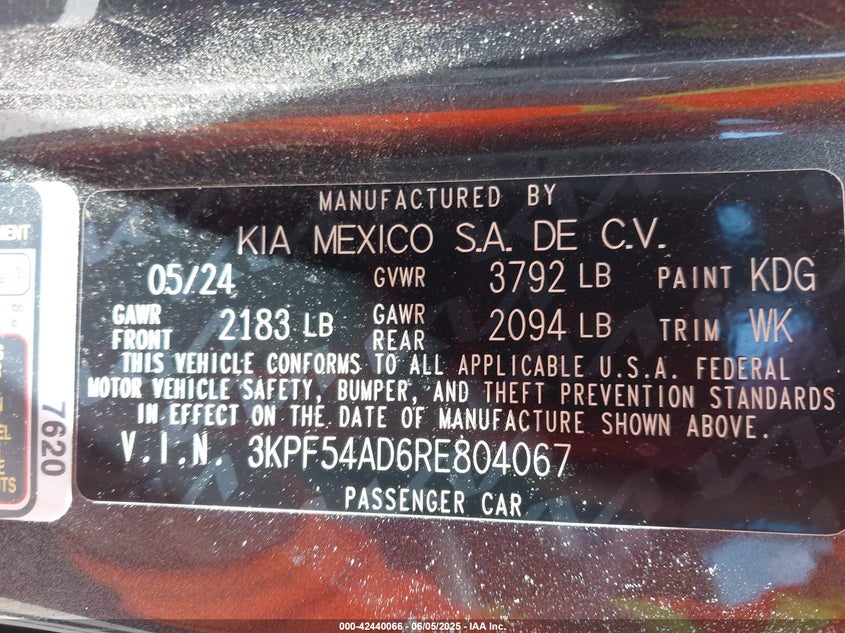 MANUFACTURED BY
KIA MEXICO S.A. DE C.V.
05/24 GVWR 3792 LB PAINT KDG
GAWR FRONT 2183 LB GAWR REAR 2094 LB TRIM WK
THIS VEHICLE CONFORMS TO ALL APPLICABLE U.S.A. FEDERAL
MOTOR VEHICLE SAFETY, BUMPER, AND THEFT PREVENTION STANDARDS
IN EFFECT ON THE DATE OF MANUFACTURE SHOWN ABOVE.
V.I.N. 3KPF54AD6RE804067
PASSENGER CAR
7620
000-42440066 - 06/05/2025 - IAA Inc.